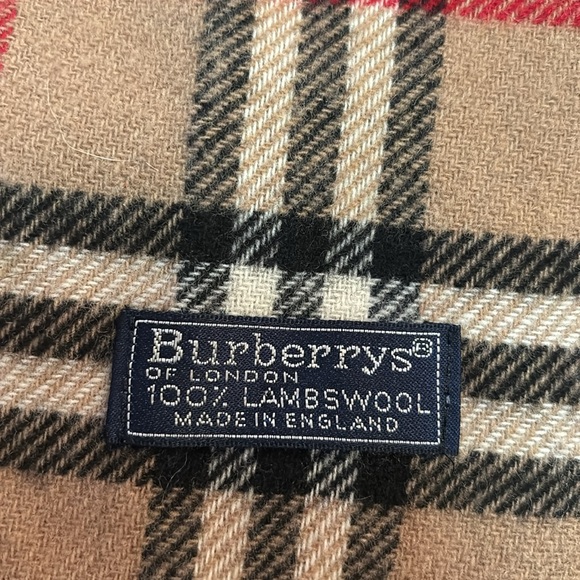 Burberrys®
OF LONDON
100% LAMBSWOOL
MADE IN ENGLAND